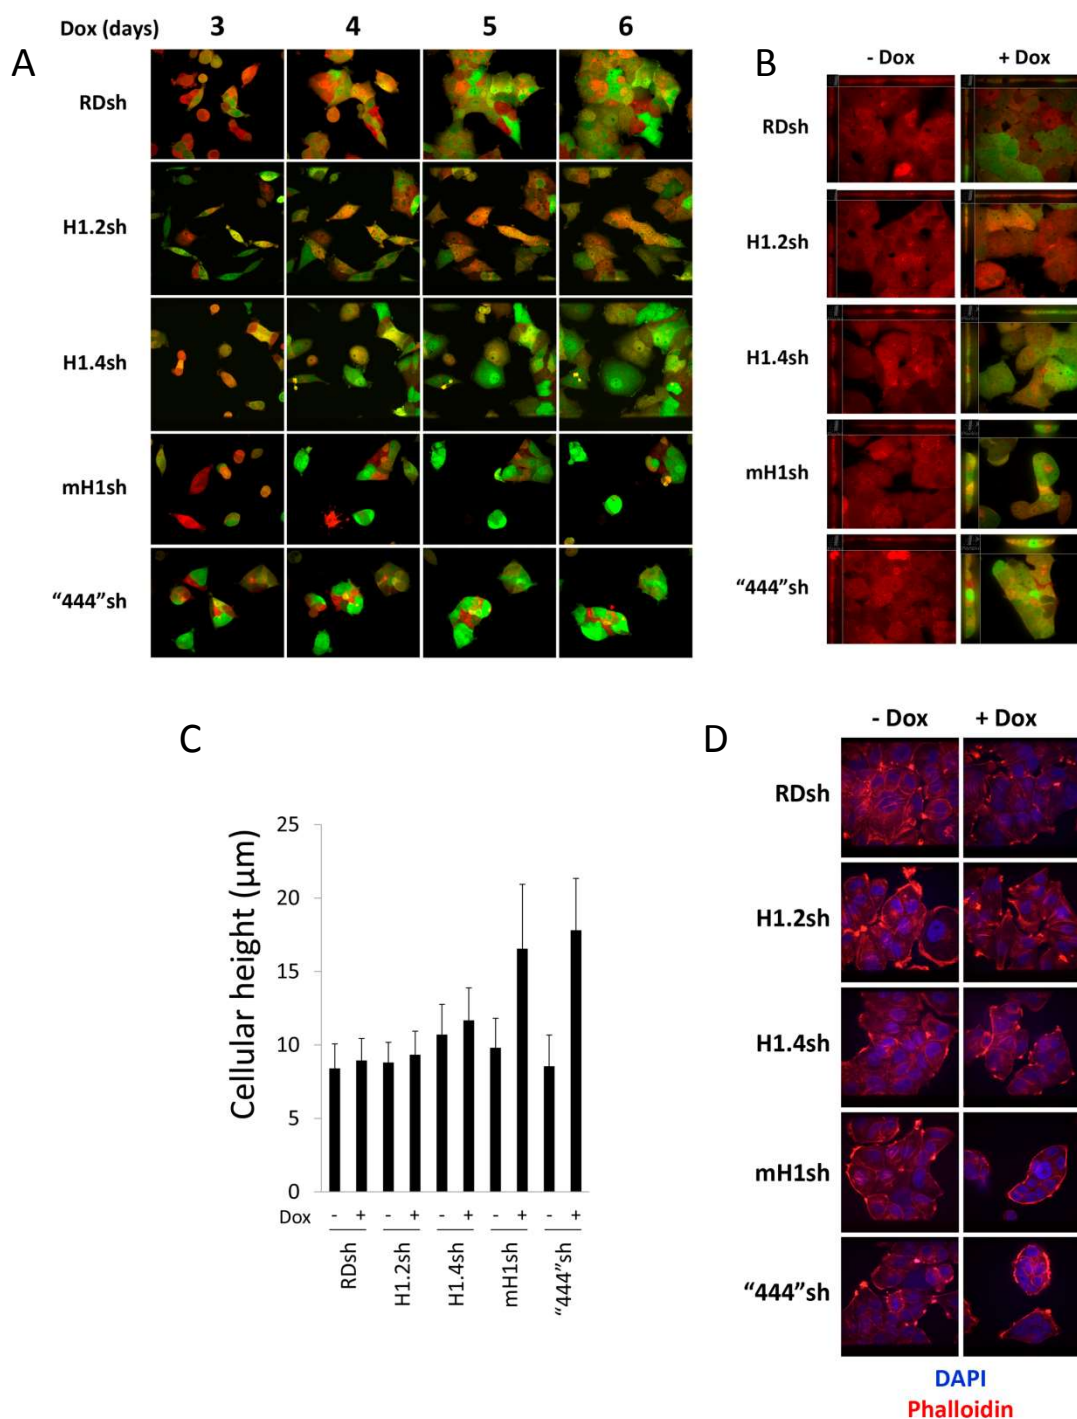 A
Dox (days) 3 4 5 6
RDsh
H1.2sh
H1.4sh
mH1sh
“444”sh
B
- Dox + Dox
RDsh
H1.2sh
H1.4sh
mH1sh
“444”sh
C
Cellular height (µm)
25
20
15
10
5
0
Dox - + - + - + - + - +
RDsh
H1.2sh
H1.4sh
mH1sh
“444”sh
D
- Dox + Dox
RDsh
H1.2sh
H1.4sh
mH1sh
“444”sh
DAPI
Phalloidin